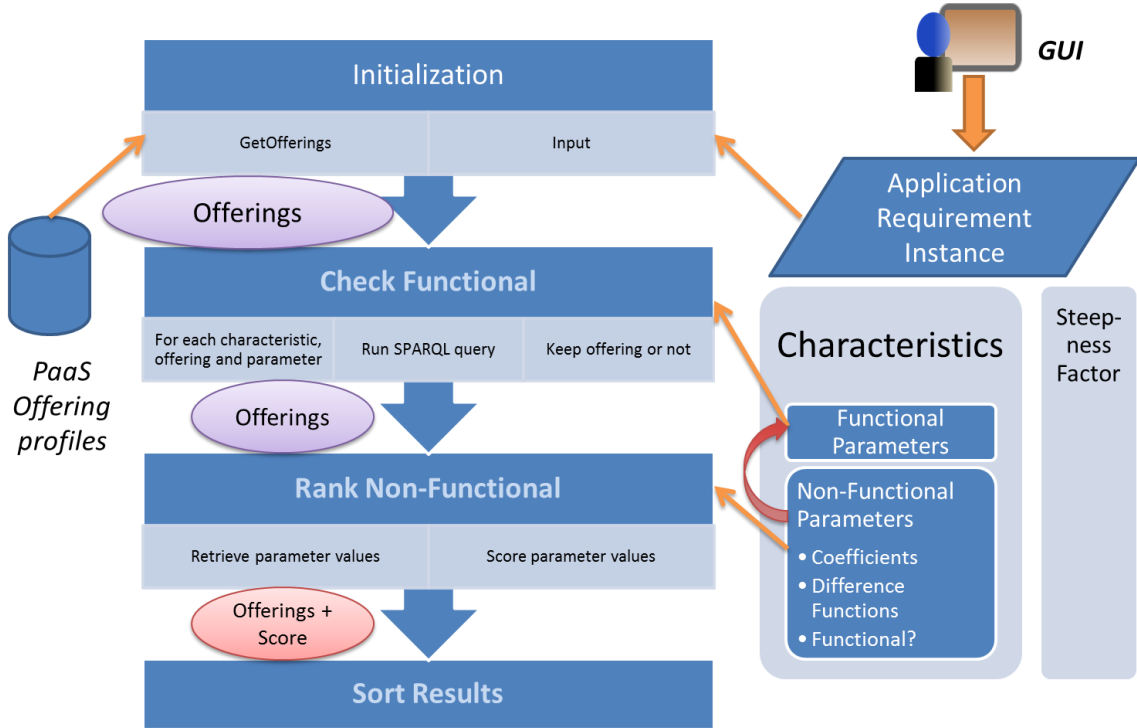 Initialization
GetOfferings
Input
Offerings
Check Functional
For each characteristic,
offering and parameter
Run SPARQL query
Keep offering or not
Offerings
Rank Non-Functional
Retrieve parameter values
Score parameter values
Offerings +
Score
Sort Results
PaaS
Offering
profiles
GUI
Application
Requirement
Instance
Characteristics
Functional
Parameters
Non-Functional
Parameters
• Coefficients
• Difference
Functions
• Functional?
Steep-
ness
Factor